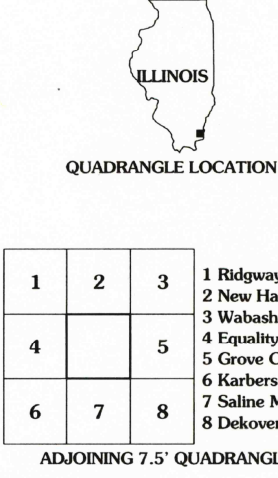 ILLINOIS
QUADRANGLE LOCATION
1 2 3
4 5
6 7 8
1 Ridgway
2 New Ha
3 Wabash
4 Equality
5 Grove C
6 Karbers
7 Saline M
8 Dekoven
ADJOINING 7.5' QUADRANGL